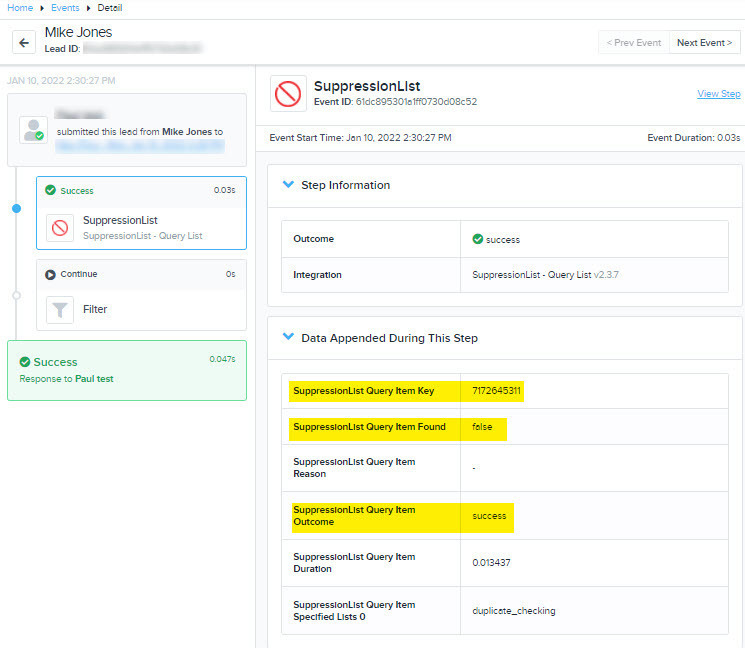 Home ▸ Events ▸ Detail
Mike Jones
Lead ID:
< Prev Event
Next Event >
JAN 10, 2022 2:30:27 PM
submitted this lead from Mike Jones to
Success 0.03s
SuppressionList
SuppressionList - Query List
Continue 0s
Filter
Success 0.047s
Response to Paul test
SuppressionList
Event ID: 61dc895301a1ff0730d08c52
View Step
Event Start Time: Jan 10, 2022 2:30:27 PM Event Duration: 0.03s
Step Information
Outcome success
Integration SuppressionList - Query List v2.3.7
Data Appended During This Step
SuppressionList Query Item Key 7172645311
SuppressionList Query Item Found false
SuppressionList Query Item
Reason -
SuppressionList Query Item
Outcome success
SuppressionList Query Item
Duration 0.013437
SuppressionList Query Item
Specified Lists 0 duplicate_checking